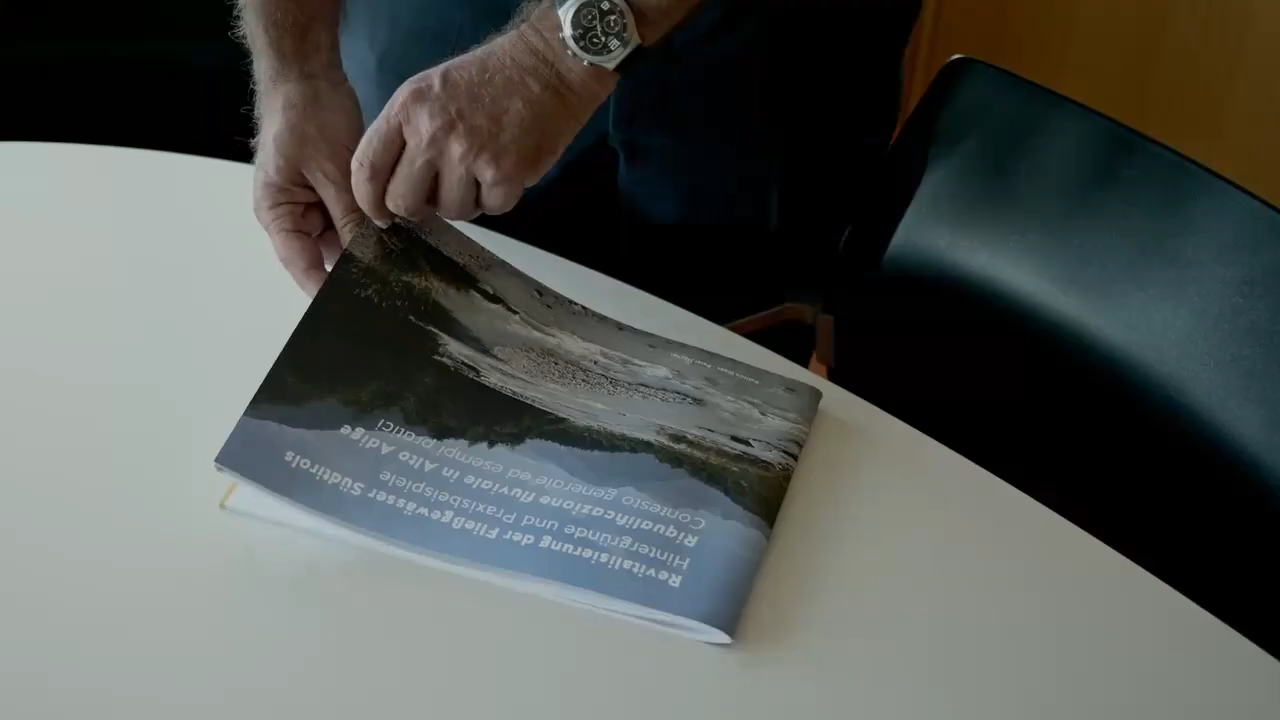 Revitalisierung der Fließgewässer Südtirols
Hintergründe und Praxisbeispiele
Riqualificazione fluviale in Alto Adige
Contesto generale ed esempi pratici